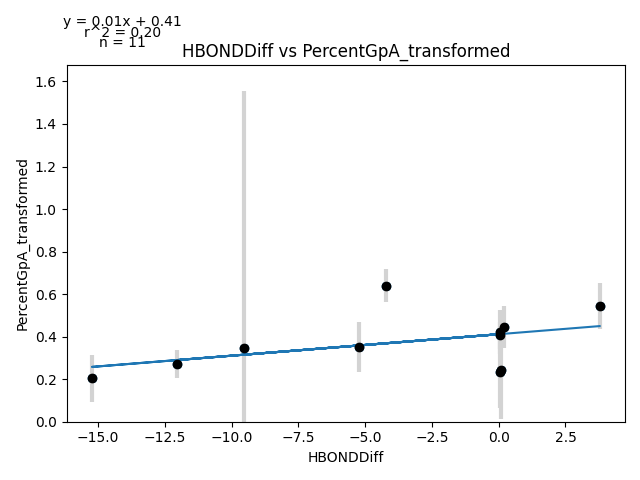 y = 0.01x + 0.41
r^2 = 0.20
n = 11
HBONDDiff vs PercentGpA_transformed
PercentGpA_transformed
1.6
1.4
1.2
1.0
0.8
0.6
0.4
0.2
0.0
−15.0 −12.5 −10.0 −7.5 −5.0 −2.5 0.0 2.5
HBONDDiff